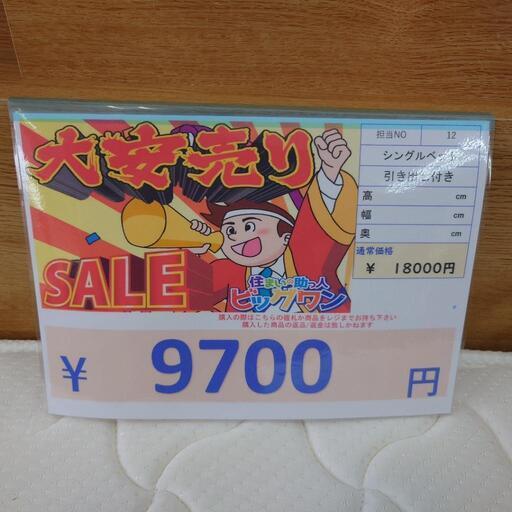 大安売り
SALE
住まいの助っ人
ビッグワン
担当NO 12
シングルベッド
引き出し付き
高 cm
幅 cm
奥 cm
通常価格
¥ 18000円
購入の際はこちらの値札か商品をレジまでお持ち下さい
購入した商品の返品/返金は致しかねます
¥ 9700 円